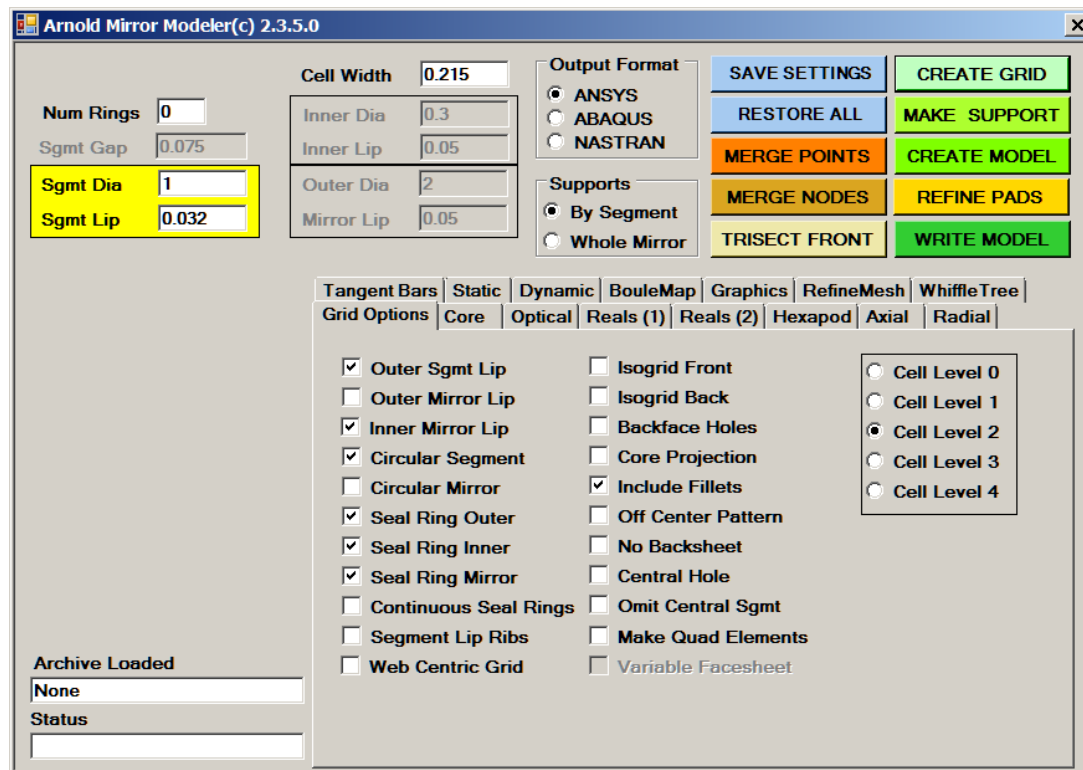 Arnold Mirror Modeler(c) 2.3.5.0
Cell Width 0.215
Num Rings 0
Sgmt Gap 0.075
Sgmt Dia 1
Sgmt Lip 0.032
Inner Dia 0.3
Inner Lip 0.05
Outer Dia 2
Mirror Lip 0.05
Output Format
ANSYS
ABAQUS
NASTRAN
Supports
By Segment
Whole Mirror
SAVE SETTINGS CREATE GRID
RESTORE ALL MAKE SUPPORT
MERGE POINTS CREATE MODEL
MERGE NODES REFINE PADS
TRISECT FRONT WRITE MODEL
Tangent Bars Static Dynamic BouleMap Graphics RefineMesh WhiffleTree
Grid Options Core Optical Reals (1) Reals (2) Hexapod Axial Radial
Outer Sgmt Lip
Outer Mirror Lip
Inner Mirror Lip
Circular Segment
Circular Mirror
Seal Ring Outer
Seal Ring Inner
Seal Ring Mirror
Continuous Seal Rings
Segment Lip Ribs
Web Centric Grid
Isogrid Front
Isogrid Back
Backface Holes
Core Projection
Include Fillets
Off Center Pattern
No Backsheet
Central Hole
Omit Central Sgmt
Make Quad Elements
Variable Facesheet
Cell Level 0
Cell Level 1
Cell Level 2
Cell Level 3
Cell Level 4
Archive Loaded
None
Status